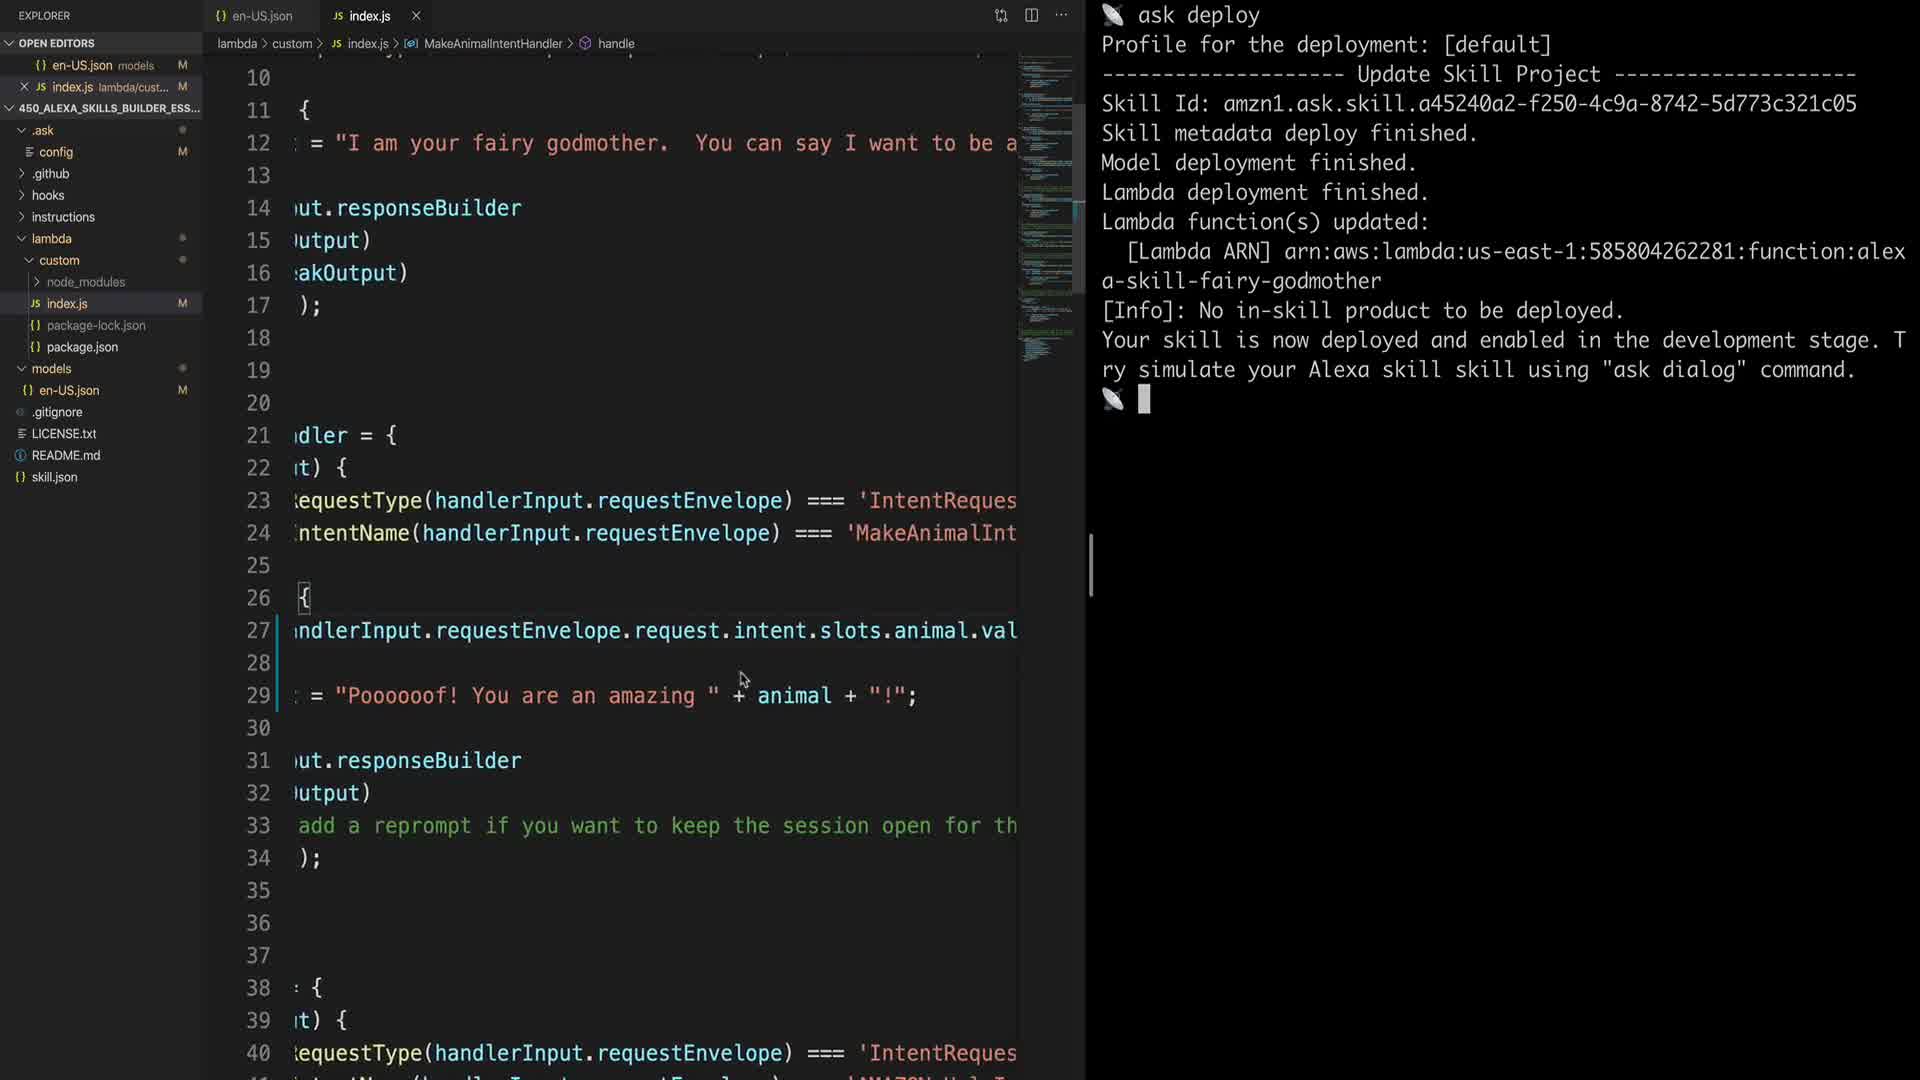 EXPLORER
OPEN EDITORS
{} en-US.json models M
JS index.js lambda/cust... M
450_ALEXA_SKILLS_BUILDER_ESS...
.ask
config M
.github
hooks
instructions
lambda
custom
node_modules
JS index.js M
{} package-lock.json
{} package.json
models
{} en-US.json M
.gitignore
LICENSE.txt
README.md
{} skill.json
{} en-US.json
JS index.js
lambda > custom > JS index.js > MakeAnimalIntentHandler > handle
10
11 {
12 = "I am your fairy godmother.  You can say I want to be a
13
14 ut.responseBuilder
15 utput)
16 eakOutput)
17 );
18
19
20
21 ndler = {
22 ut) {
23 RequestType(handlerInput.requestEnvelope) === 'IntentReques
24 IntentName(handlerInput.requestEnvelope) === 'MakeAnimalInt
25
26 {
27 andlerInput.requestEnvelope.request.intent.slots.animal.val
28
29 = "Poooooof! You are an amazing " + animal + "!";
30
31 ut.responseBuilder
32 utput)
33 add a reprompt if you want to keep the session open for th
34 );
35
36
37
38 = {
39 ut) {
40 RequestType(handlerInput.requestEnvelope) === 'IntentReques
ask deploy
Profile for the deployment: [default]
-------------------- Update Skill Project --------------------
Skill Id: amzn1.ask.skill.a45240a2-f250-4c9a-8742-5d773c321c05
Skill metadata deploy finished.
Model deployment finished.
Lambda deployment finished.
Lambda function(s) updated:
[Lambda ARN] arn:aws:lambda:us-east-1:585804262281:function:alex
a-skill-fairy-godmother
[Info]: No in-skill product to be deployed.
Your skill is now deployed and enabled in the development stage. T
ry simulate your Alexa skill skill using "ask dialog" command.